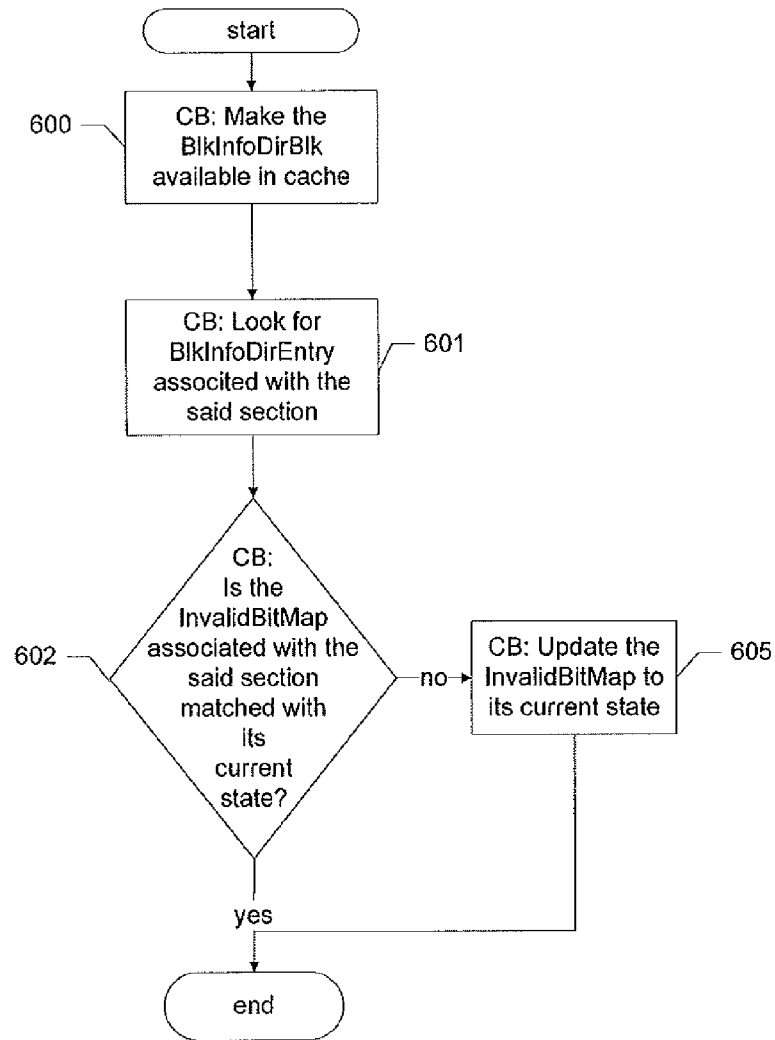 start
600
CB: Make the
BlkInfoDirBlk
available in cache
CB: Look for
BlkInfoDirEntry
associted with the
said section
601
CB:
Is the
InvalidBitMap
associated with the
said section
matched with
its
current
state?
602
no
CB: Update the
InvalidBitMap to
its current state
605
yes
end